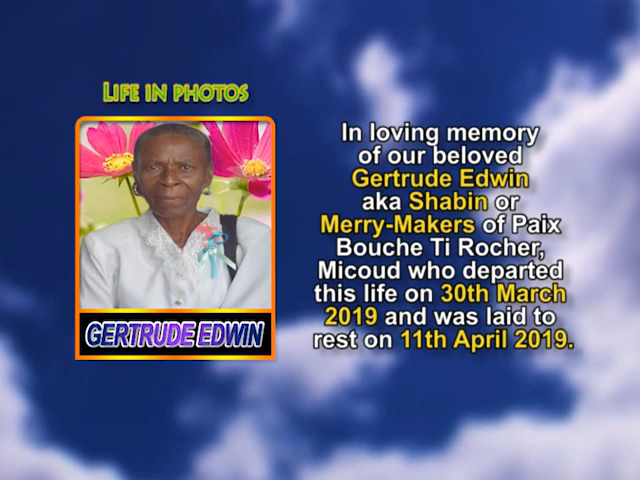 LIFE IN PHOTOS
GERTRUDE EDWIN
In loving memory
of our beloved
Gertrude Edwin
aka Shabin or
Merry-Makers of Paix
Bouche Ti Rocher,
Micoud who departed
this life on 30th March
2019 and was laid to
rest on 11th April 2019.